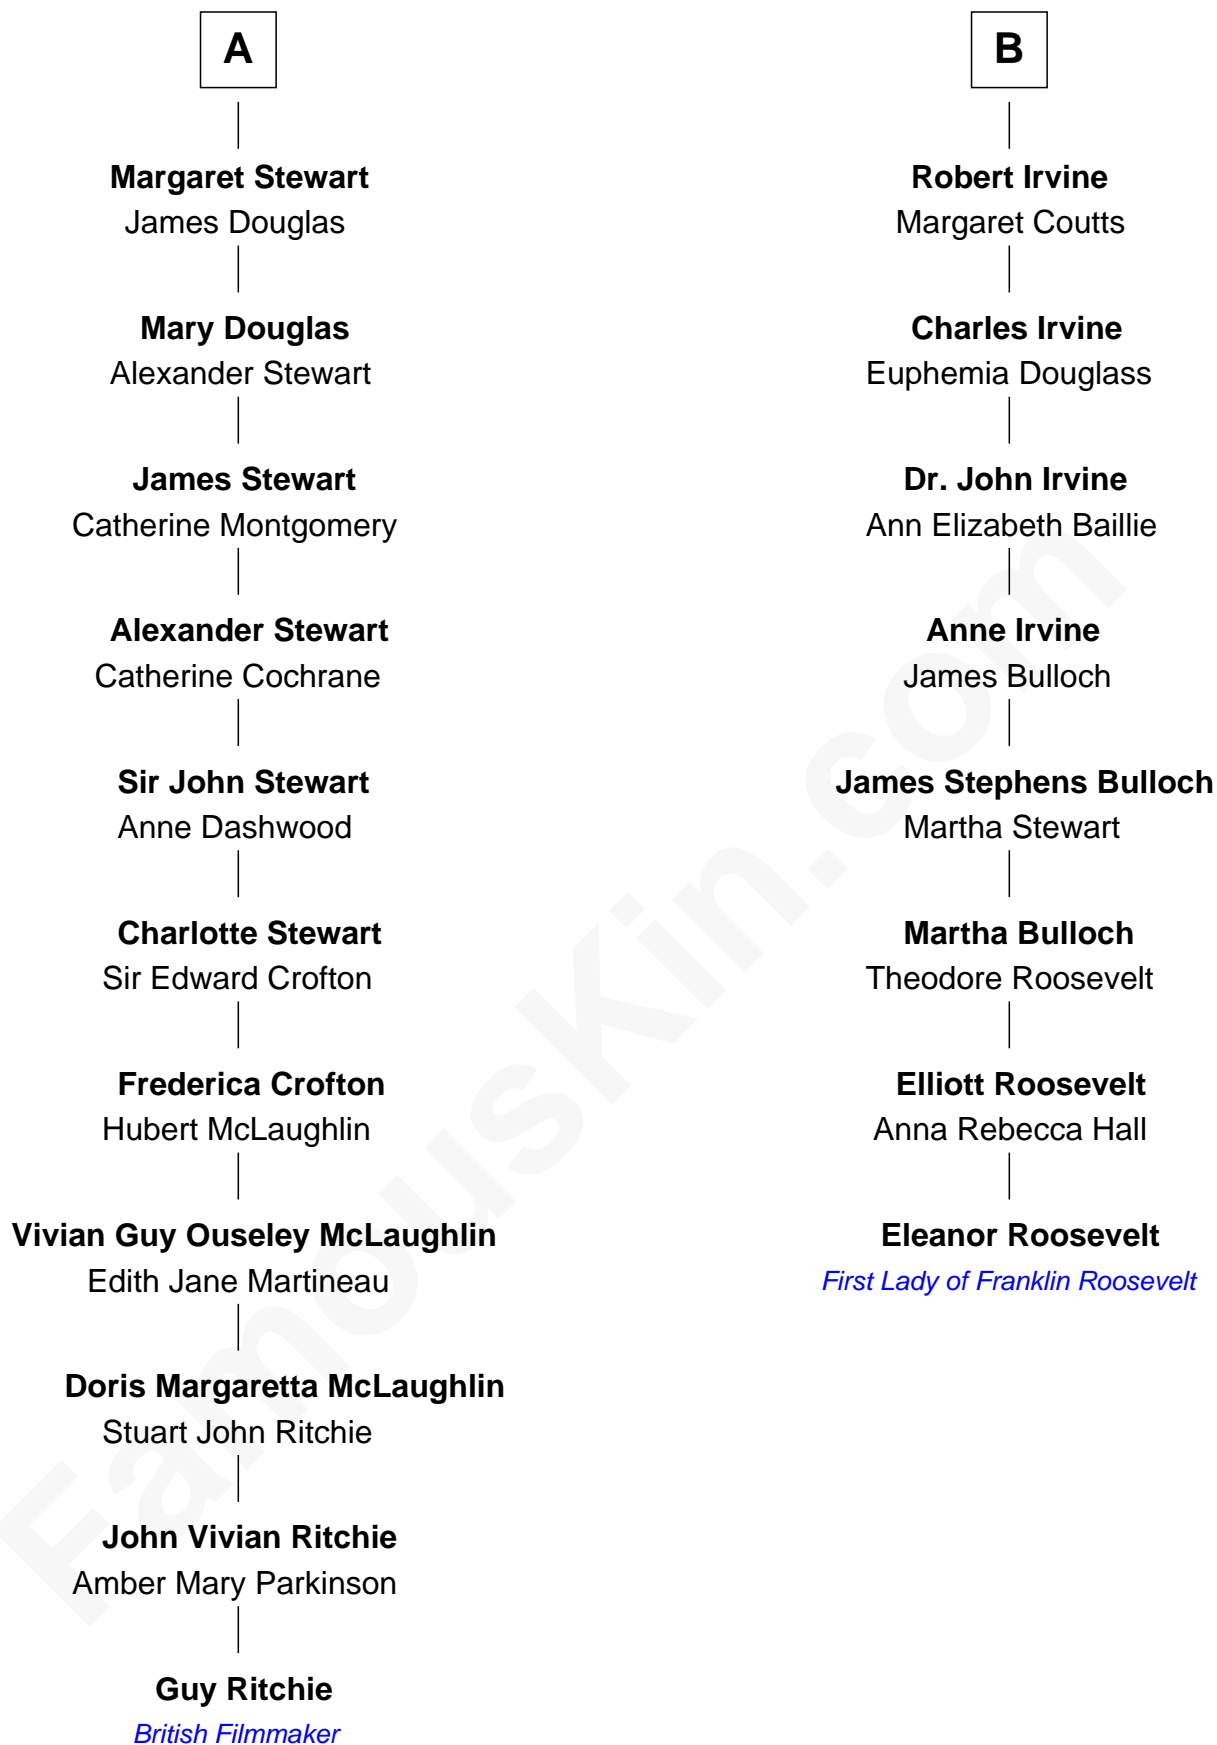 A
Margaret Stewart
James Douglas
Mary Douglas
Alexander Stewart
James Stewart
Catherine Montgomery
Alexander Stewart
Catherine Cochrane
Sir John Stewart
Anne Dashwood
Charlotte Stewart
Sir Edward Crofton
Frederica Crofton
Hubert McLaughlin
Vivian Guy Ouseley McLaughlin
Edith Jane Martineau
Doris Margaretta McLaughlin
Stuart John Ritchie
John Vivian Ritchie
Amber Mary Parkinson
Guy Ritchie
British Filmmaker
B
Robert Irvine
Margaret Coutts
Charles Irvine
Euphemia Douglass
Dr. John Irvine
Ann Elizabeth Baillie
Anne Irvine
James Bulloch
James Stephens Bulloch
Martha Stewart
Martha Bulloch
Theodore Roosevelt
Elliott Roosevelt
Anna Rebecca Hall
Eleanor Roosevelt
First Lady of Franklin Roosevelt
FamousKin.com